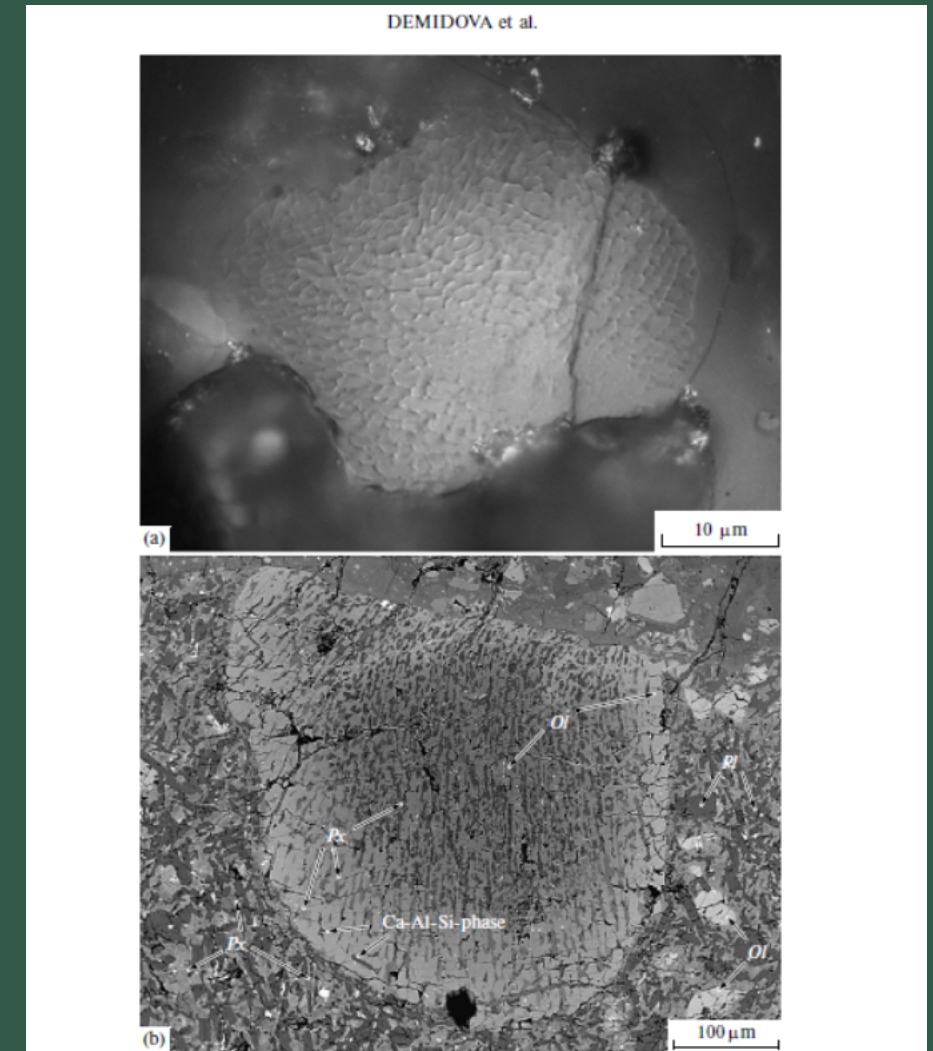 DEMIDOVA et al.
10 μm
(a)
Ol
Pl
Px
Ca-Al-Si-phase
Px
Ol
100 μm
(b)